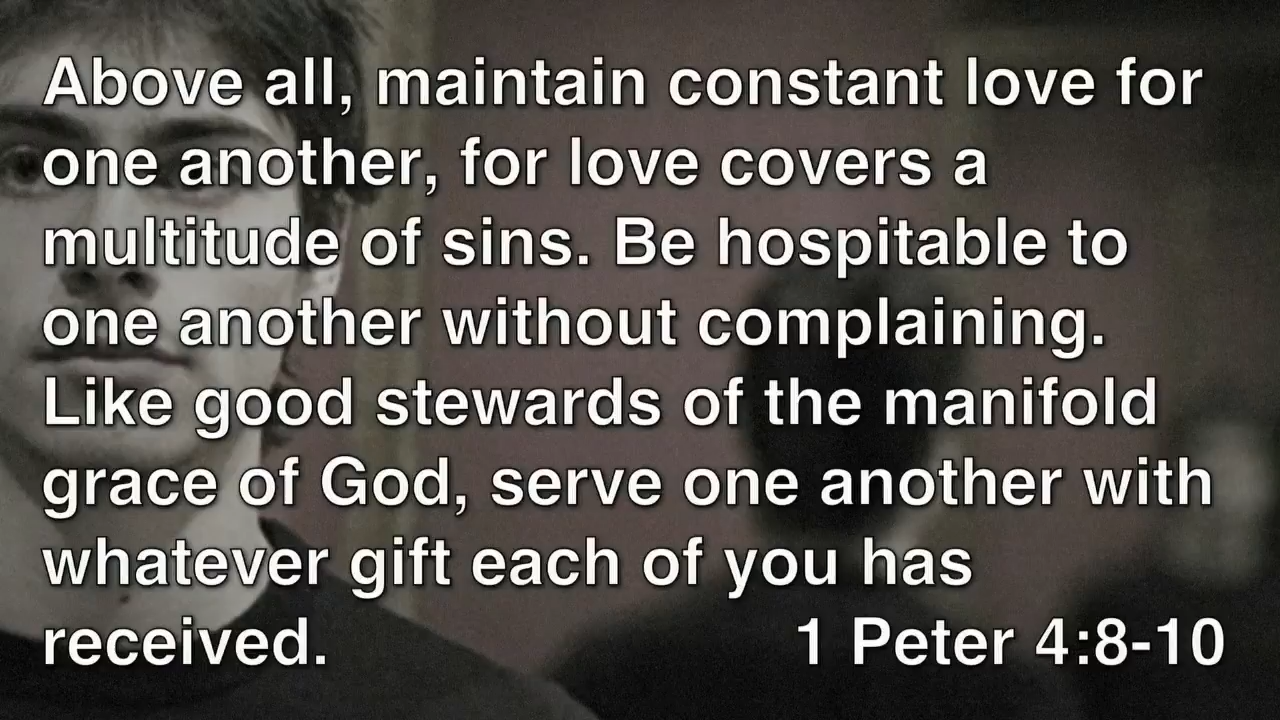 Above all, maintain constant love for
one another, for love covers a
multitude of sins. Be hospitable to
one another without complaining.
Like good stewards of the manifold
grace of God, serve one another with
whatever gift each of you has
received. 1 Peter 4:8-10